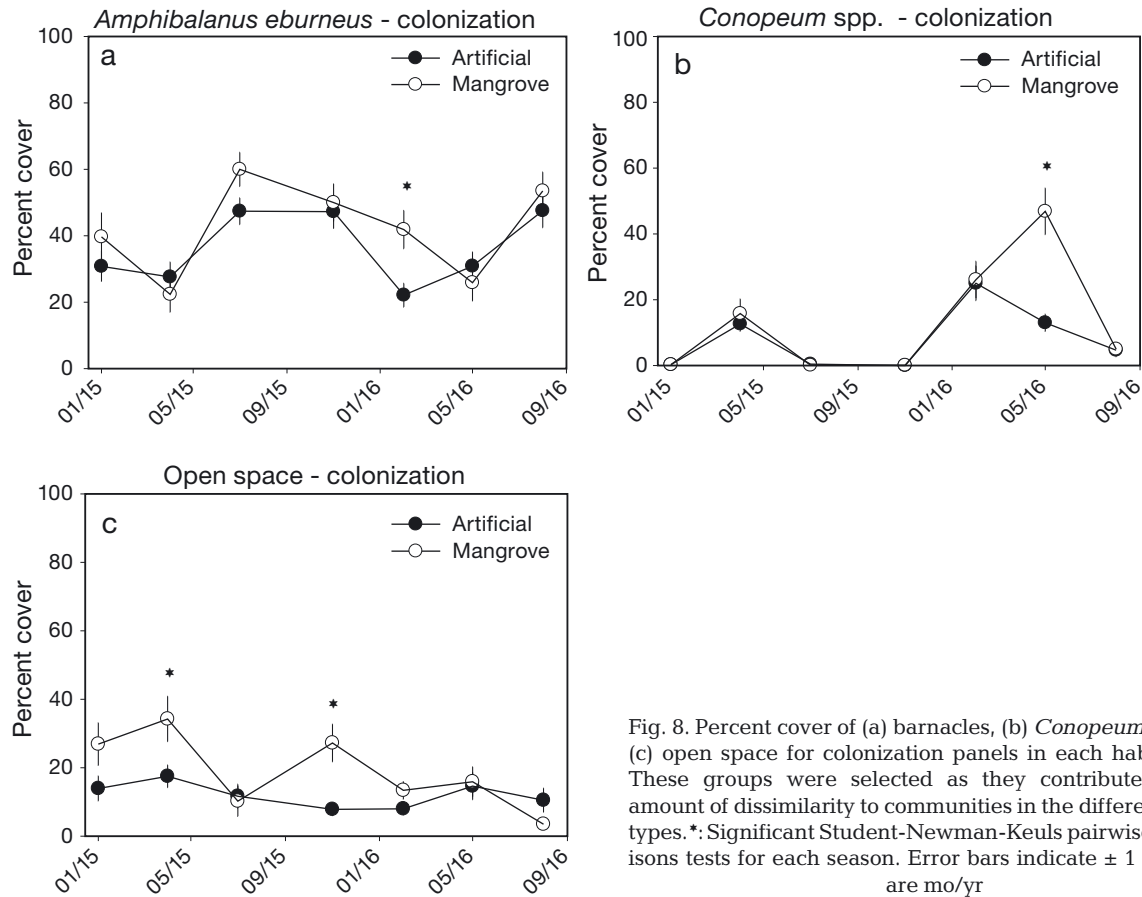 Amphibalanus eburneus - colonization
a
Artificial
Mangrove
Percent cover
100
80
60
40
20
0
01/15
05/15
09/15
01/16
05/16
09/16
Conopeum spp. - colonization
b
Artificial
Mangrove
Percent cover
100
80
60
40
20
0
01/15
05/15
09/15
01/16
05/16
09/16
Open space - colonization
c
Artificial
Mangrove
Percent cover
100
80
60
40
20
0
01/15
05/15
09/15
01/16
05/16
09/16
Fig. 8. Percent cover of (a) barnacles, (b) Conopeum
(c) open space for colonization panels in each hab
These groups were selected as they contribute
amount of dissimilarity to communities in the differe
types.*: Significant Student-Newman-Keuls pairwis
isons tests for each season. Error bars indicate ± 1
are mo/yr